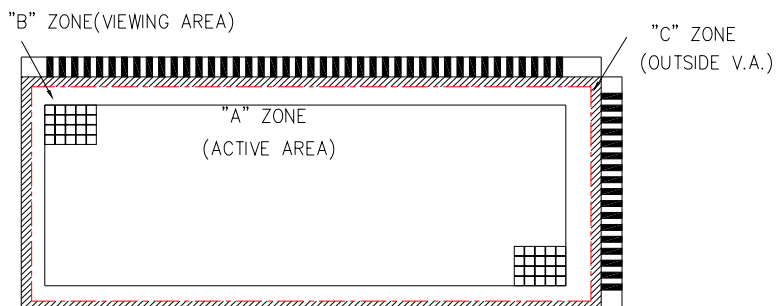 "B" ZONE(VIEWING AREA)
"C" ZONE
(OUTSIDE V.A.)
"A" ZONE
(ACTIVE AREA)